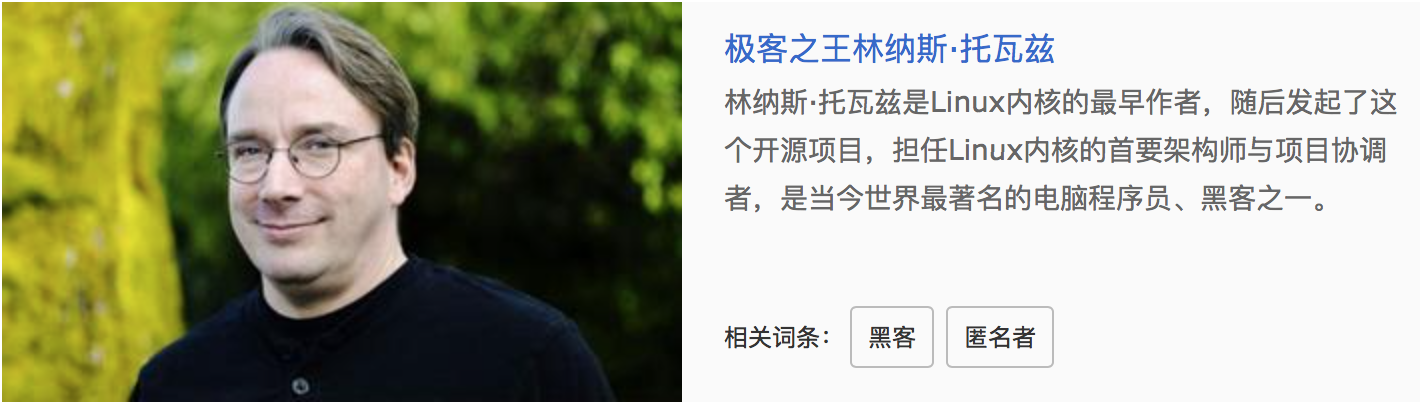 极客之王林纳斯·托瓦兹
林纳斯·托瓦兹是Linux内核的最早作者，随后发起了这
个开源项目，担任Linux内核的首要架构师与项目协调
者，是当今世界最著名的电脑程序员、黑客之一。
相关词条： 黑客 匿名者